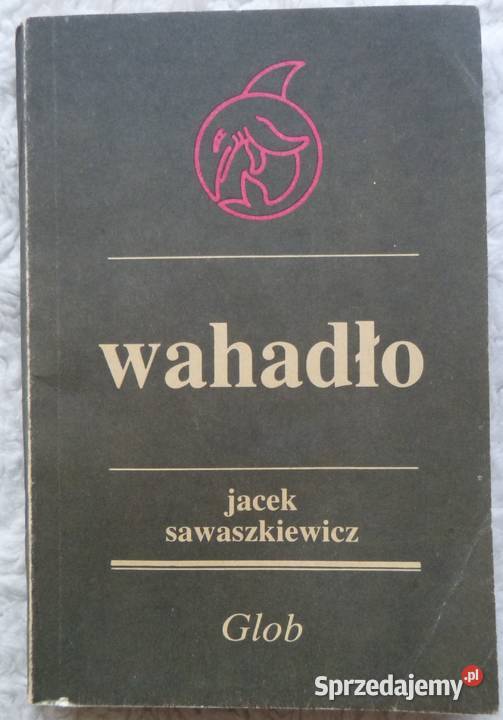 wahadło
jacek
sawaszkiewicz
Glob
Sprzedajemy.pl